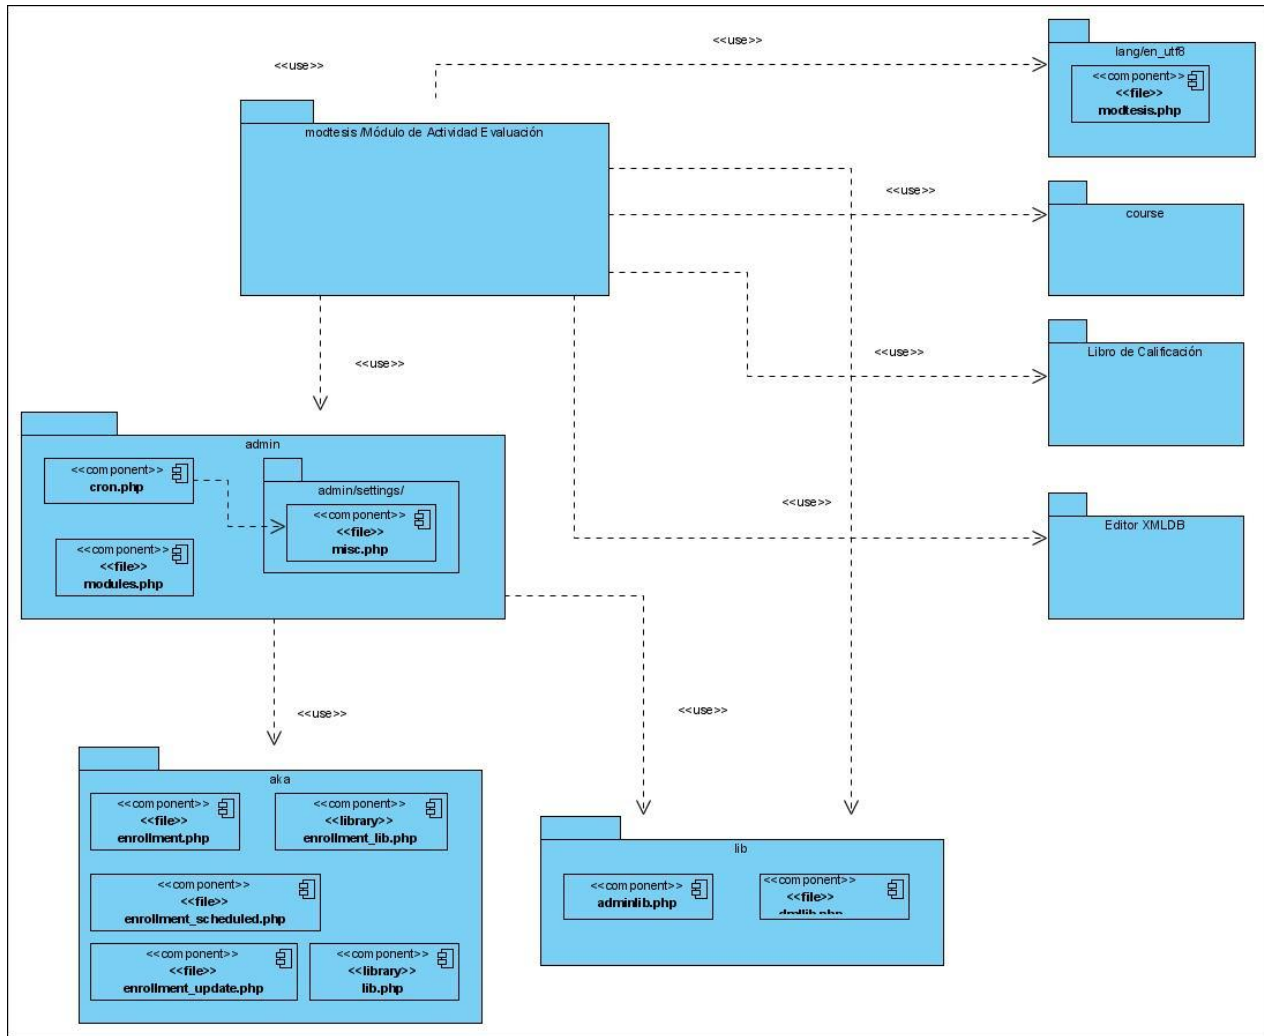 <<use>>
<<use>>
lang/en_utf8
<<component>>
<<file>>
modtesis.php
modtesis /Módulo de Actividad Evaluación
<<use>>
course
<<use>>
<<use>>
Libro de Calificación
admin
<<component>>
cron.php
admin/settings/
<<component>>
<<file>>
misc.php
<<component>>
<<file>>
modules.php
<<use>>
Editor XMLDB
<<use>>
<<use>>
aka
<<component>>
<<file>>
enrollment.php
<<component>>
<<library>>
enrollment_lib.php
<<component>>
<<file>>
enrollment_scheduled.php
<<component>>
<<file>>
enrollment_update.php
<<component>>
<<library>>
lib.php
lib
<<component>>
adminlib.php
<<component>>
<<file>>
dmllib.php